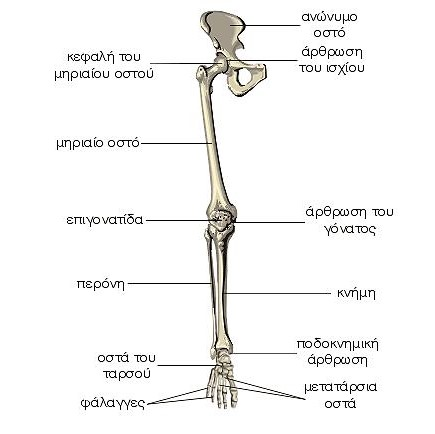 ανώνυμο
οστό
κεφαλή του
μηριαίου οστού
άρθρωση
του ισχίου
μηριαίο οστό
επιγονατίδα
άρθρωση του
γόνατος
περόνη
κνήμη
ποδοκνημική
άρθρωση
οστά του
ταρσού
μετατάρσια
οστά
φάλαγγες